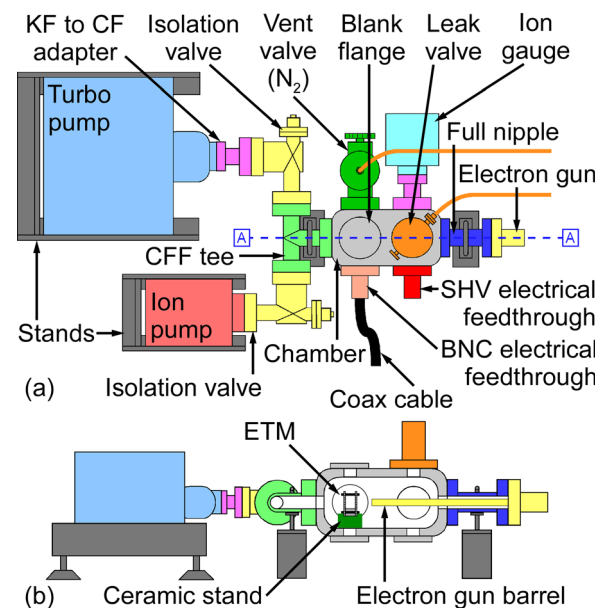 KF to CF
adapter
Isolation
valve
Vent
valve
(N₂)
Blank
flange
Leak
valve
Ion
gauge
Turbo
pump
Full nipple
Electron gun
A
A
CFF tee
Ion
pump
Stands
SHV electrical
feedthrough
Chamber
BNC electrical
feedthrough
Isolation valve
Coax cable
(a)
ETM
(b)
Ceramic stand
Electron gun barrel